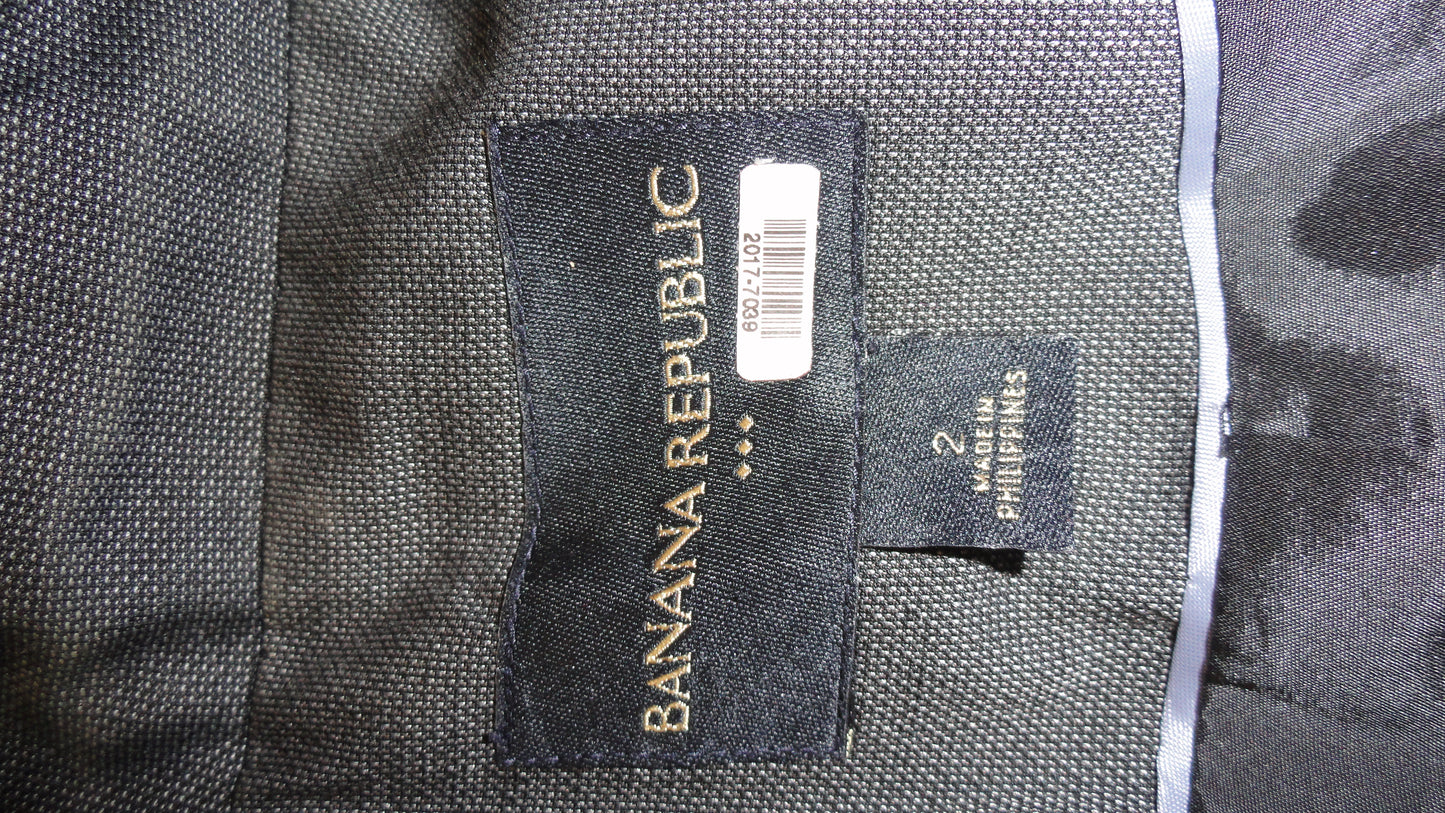 BANANA REPUBLIC
2017-7039
2
MADE IN
PHILIPPINES